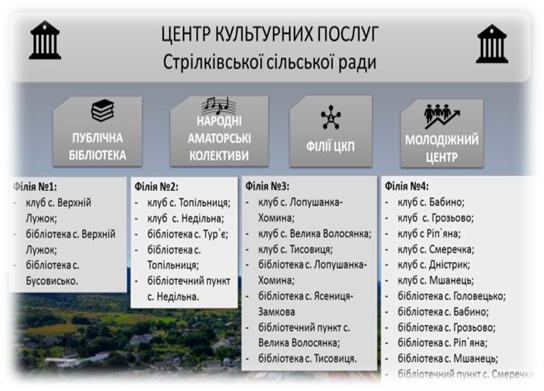 ЦЕНТР КУЛЬТУРНИХ ПОСЛУГ
Стрілківської сільської ради
ПУБЛІЧНА
БІБЛІОТЕКА
НАРОДНІ
АМАТОРСЬКІ
КОЛЕКТИВИ
ФІЛІЇ ЦКП
МОЛОДІЖНИЙ
ЦЕНТР
Філія №1:
- клуб с. Верхній
Лужок;
- бібліотека с. Верхній
Лужок;
- бібліотека с.
Бусовисько.
Філія №2:
- клуб с. Топільниця;
- клуб с. Недільна;
- бібліотека с. Тур`є;
- бібліотека с.
Топільниця;
- бібліотечний пункт
с. Недільна.
Філія №3:
- клуб с. Лопушанка-
Хомина;
- клуб с. Велика Волосянка;
- клуб с. Тисовиця;
- бібліотека с. Лопушанка-
Хомина;
- бібліотека с. Ясениця-
Замкова
- бібліотечний пункт с.
Велика Волосянка;
- бібліотека с. Тисовиця.
Філія №4:
- клуб с. Бабино;
- клуб с. Грозьово;
- клуб с Ріп`яна;
- клуб с. Смеречка;
- клуб с. Дністрик;
- клуб с. Мшанець;
- бібліотека с. Головецько;
- бібліотека с. Бабино;
- бібліотека с. Грозьово;
- бібліотека с. Ріп`яна;
- бібліотека с. Мшанець;
- бібліотечний пункт с. Смеречка